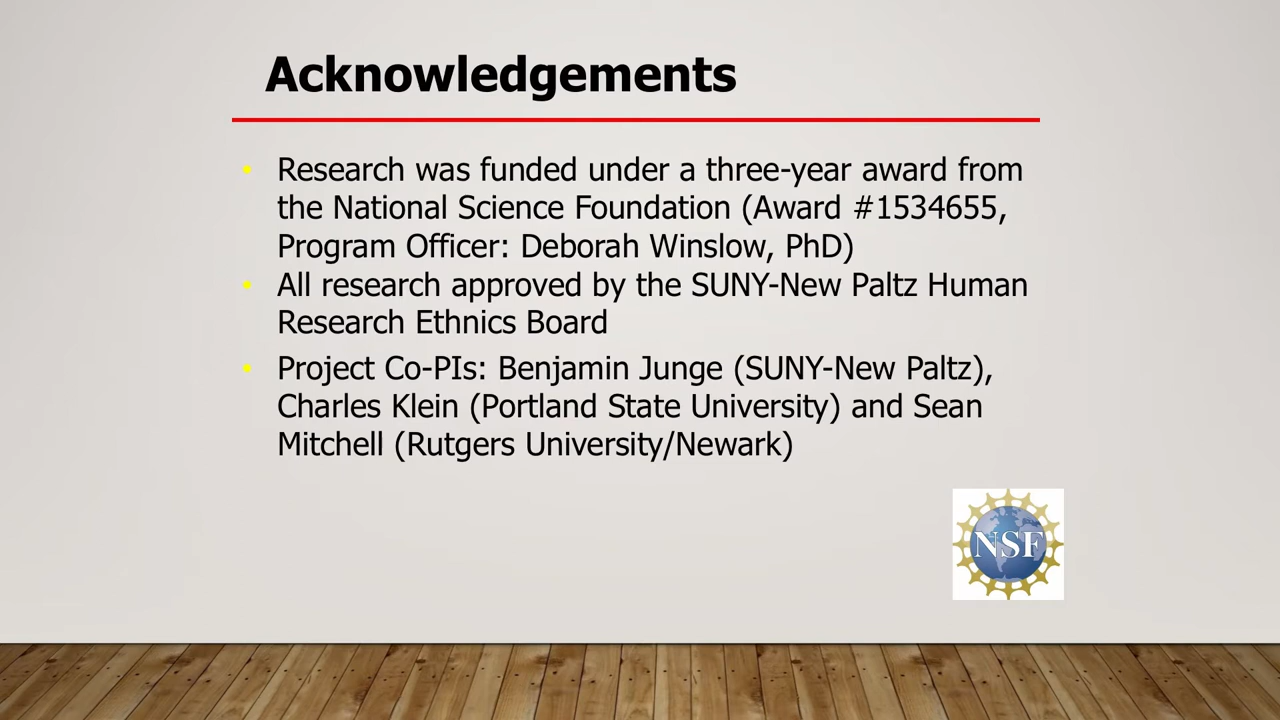 Acknowledgements
• Research was funded under a three-year award from
the National Science Foundation (Award #1534655,
Program Officer: Deborah Winslow, PhD)
• All research approved by the SUNY-New Paltz Human
Research Ethnics Board
• Project Co-PIs: Benjamin Junge (SUNY-New Paltz),
Charles Klein (Portland State University) and Sean
Mitchell (Rutgers University/Newark)
NSF